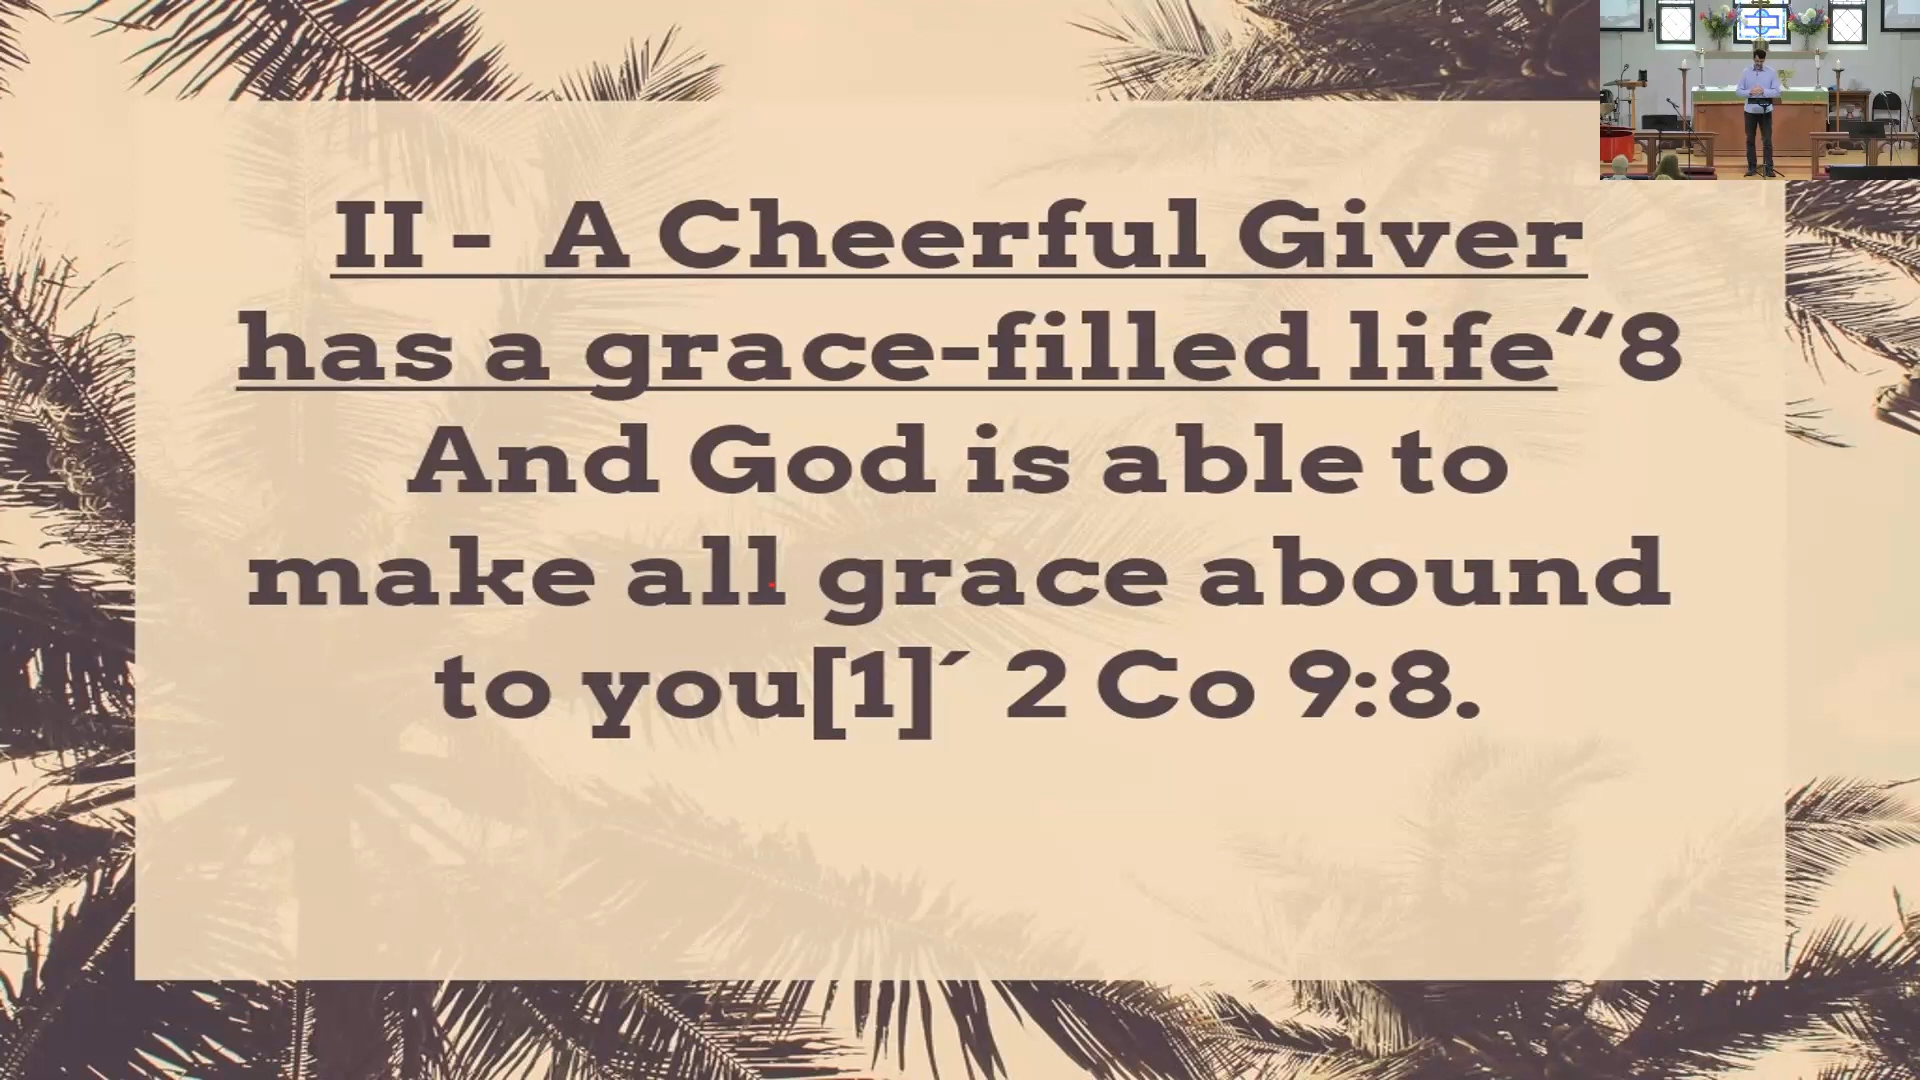 II - A Cheerful Giver
has a grace-filled life“8
And God is able to
make all grace abound
to you[1]´ 2 Co 9:8.